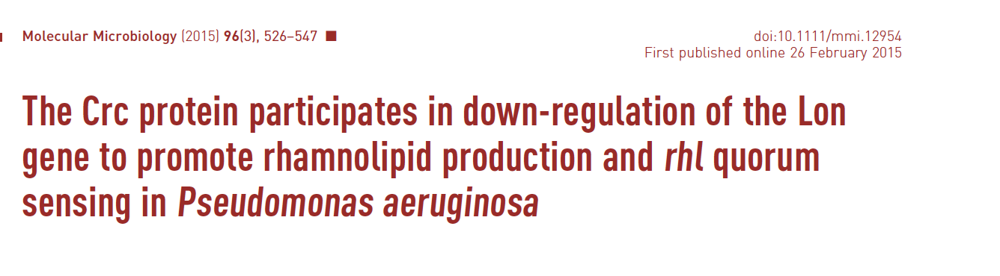 Molecular Microbiology (2015) 96(3), 526–547 ■
doi:10.1111/mmi.12954
First published online 26 February 2015
The Crc protein participates in down-regulation of the Lon
gene to promote rhamnolipid production and rhl quorum
sensing in Pseudomonas aeruginosa